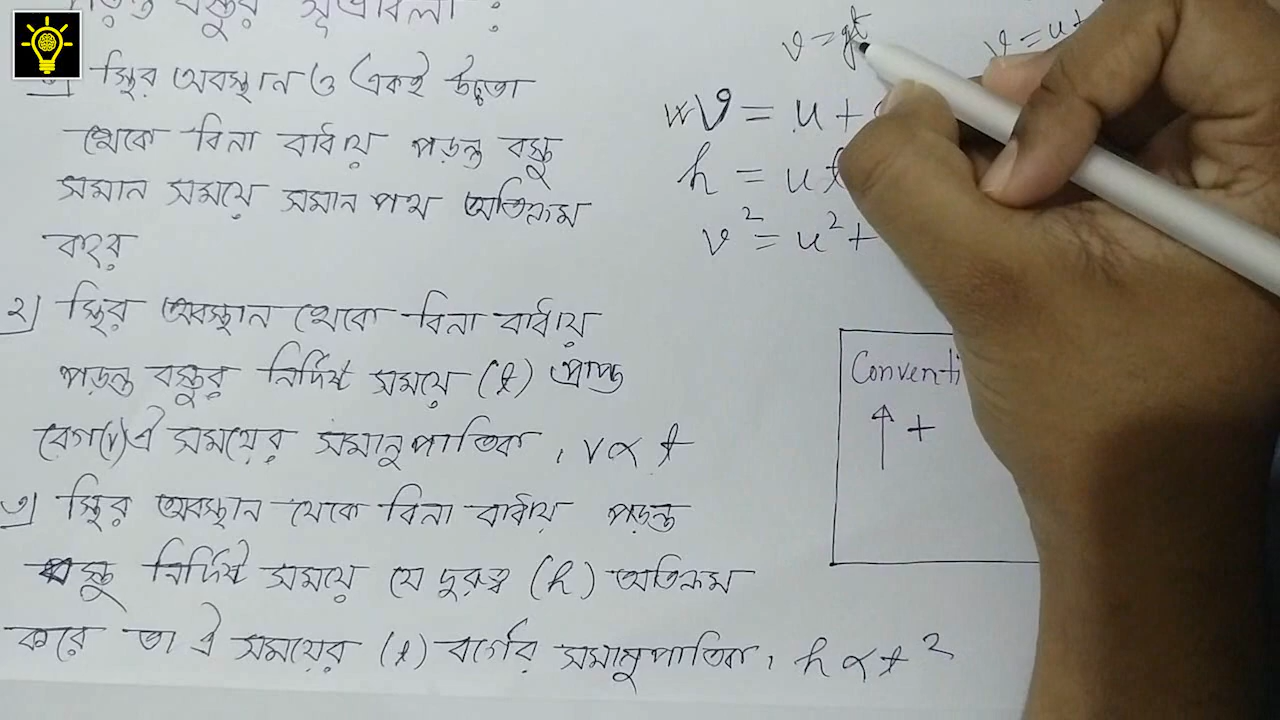 পড়ন্ত বস্তুর সূত্রাবলী :
১) স্থির অবস্থান ও একই উচ্চতা
থেকে বিনা বাধায় পড়ন্ত বস্তু
সমান সময়ে সমান পথ অতিক্রম
করে
২) স্থির অবস্থান থেকে বিনা বাধায়
পড়ন্ত বস্তুর নির্দিষ্ট সময়ে (t) প্রাপ্ত
বেগ(v)ঐ সময়ের সমানুপাতিক, v∝ t
৩) স্থির অবস্থান থেকে বিনা বাধায় পড়ন্ত
বস্তু নির্দিষ্ট সময়ে যে দুরুত্ব (h) অতিক্রম
করে তা ঐ সময়ের (t) বর্গের সমানুপাতিক, h ∝ t²
v = gt
v = u+
v = u +
h = ut
v² = u² +
Conventi
↑ +